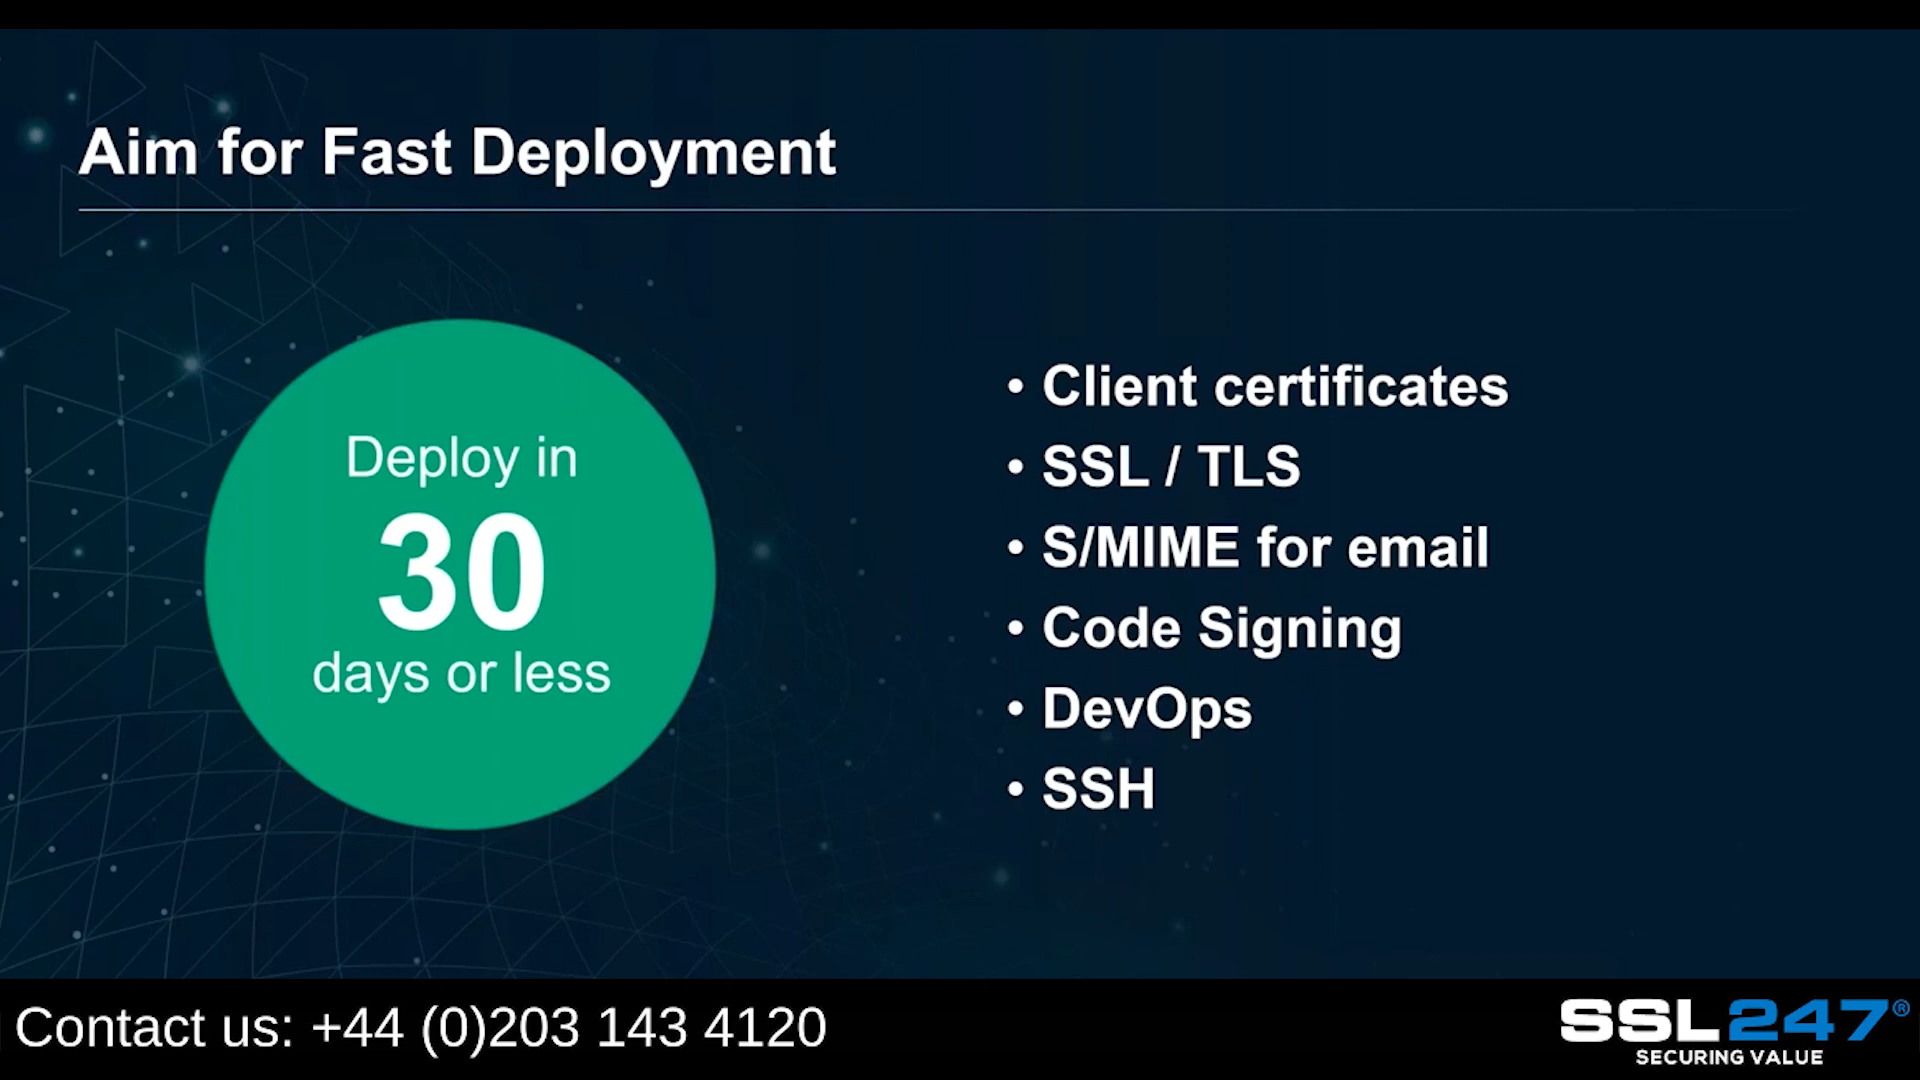 Aim for Fast Deployment
Deploy in
30
days or less
• Client certificates
• SSL / TLS
• S/MIME for email
• Code Signing
• DevOps
• SSH
Contact us: +44 (0)203 143 4120
SSL247®
SECURING VALUE